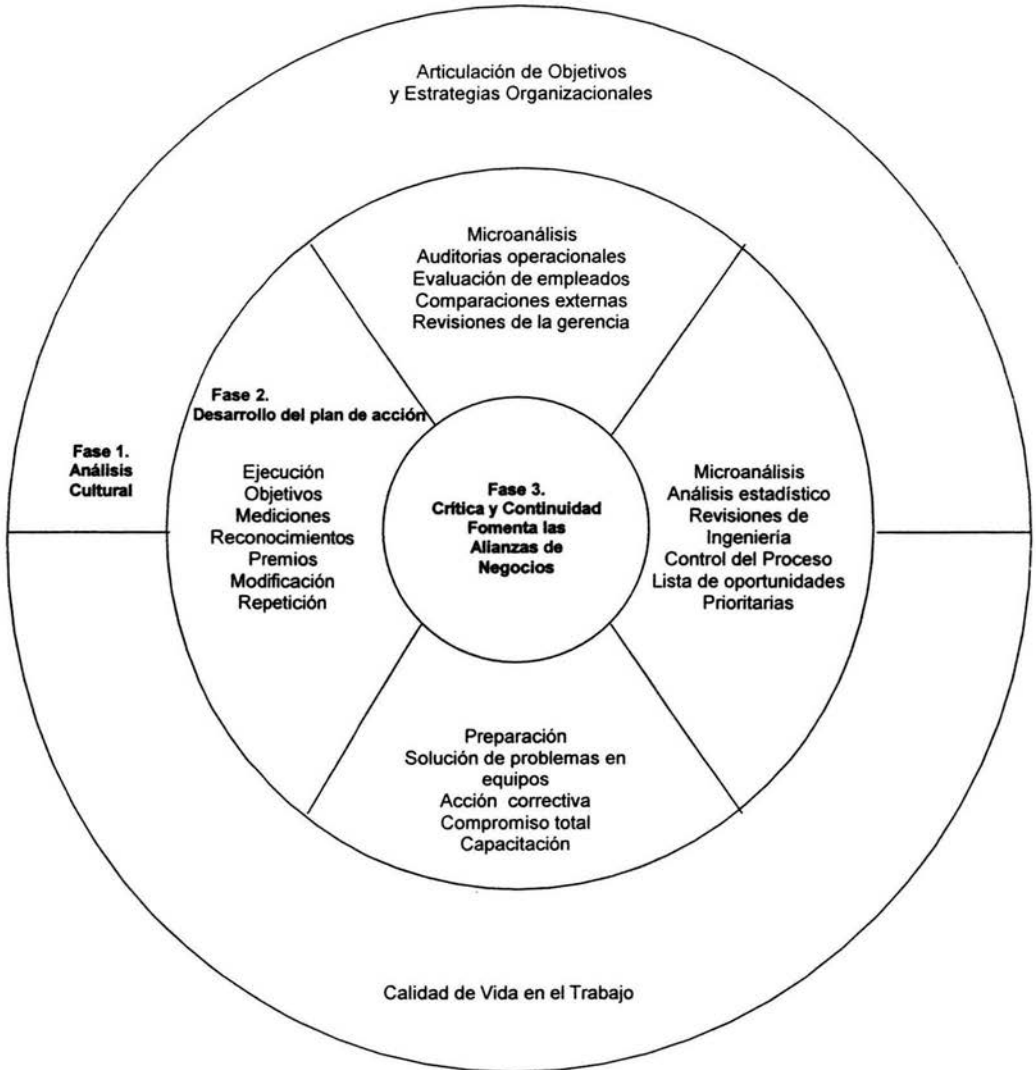 Articulación de Objetivos
y Estrategias Organizacionales
Microanálisis
Auditorias operacionales
Evaluación de empleados
Comparaciones externas
Revisiones de la gerencia
Fase 2.
Desarrollo del plan de acción
Fase 1.
Análisis
Cultural
Ejecución
Objetivos
Mediciones
Reconocimientos
Premios
Modificación
Repetición
Fase 3.
Crítica y Continuidad
Fomenta las
Alianzas de
Negocios
Microanálisis
Análisis estadístico
Revisiones de
Ingeniería
Control del Proceso
Lista de oportunidades
Prioritarias
Preparación
Solución de problemas en
equipos
Acción correctiva
Compromiso total
Capacitación
Calidad de Vida en el Trabajo